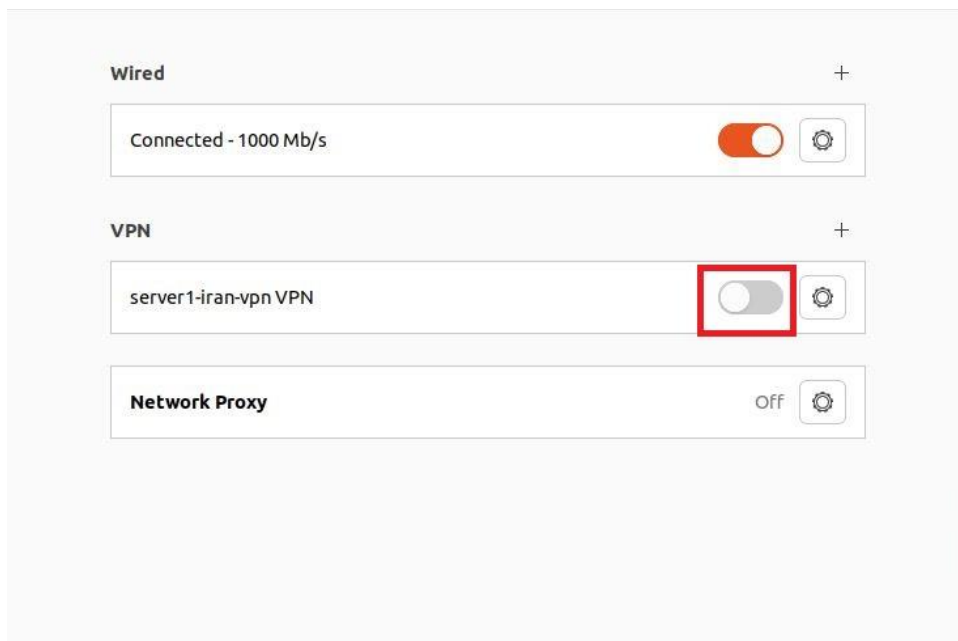 Wired
Connected - 1000 Mb/s
VPN
server1-iran-vpn VPN
Network Proxy Off